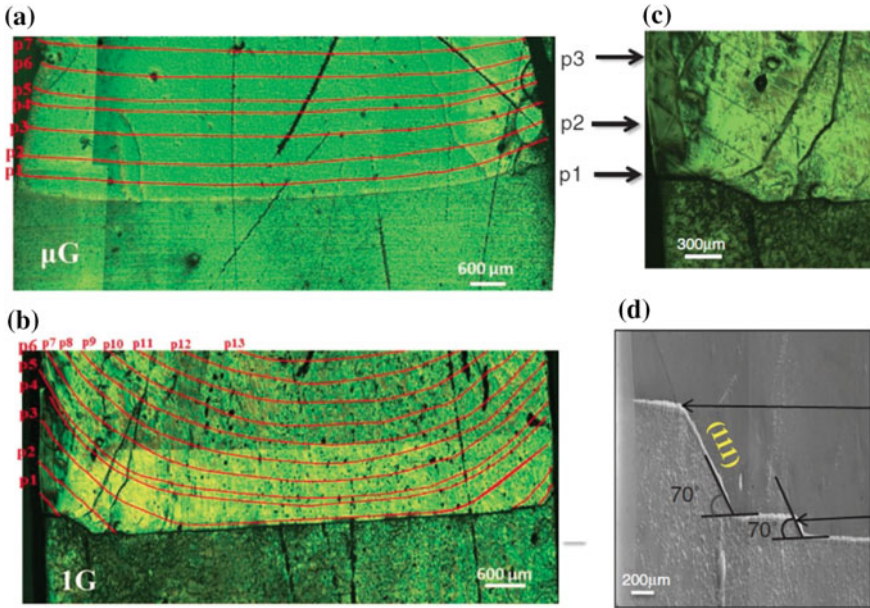 (a)
p7
p6
p5
p4
p3
p2
p1
μG
600 μm
p3
p2
p1
(c)
300μm
(b)
p6 p7 p8 p9 p10 p11 p12 p13
p5
p4
p3
p2
p1
1G
600 μm
(d)
(111)
70°
70°
200μm